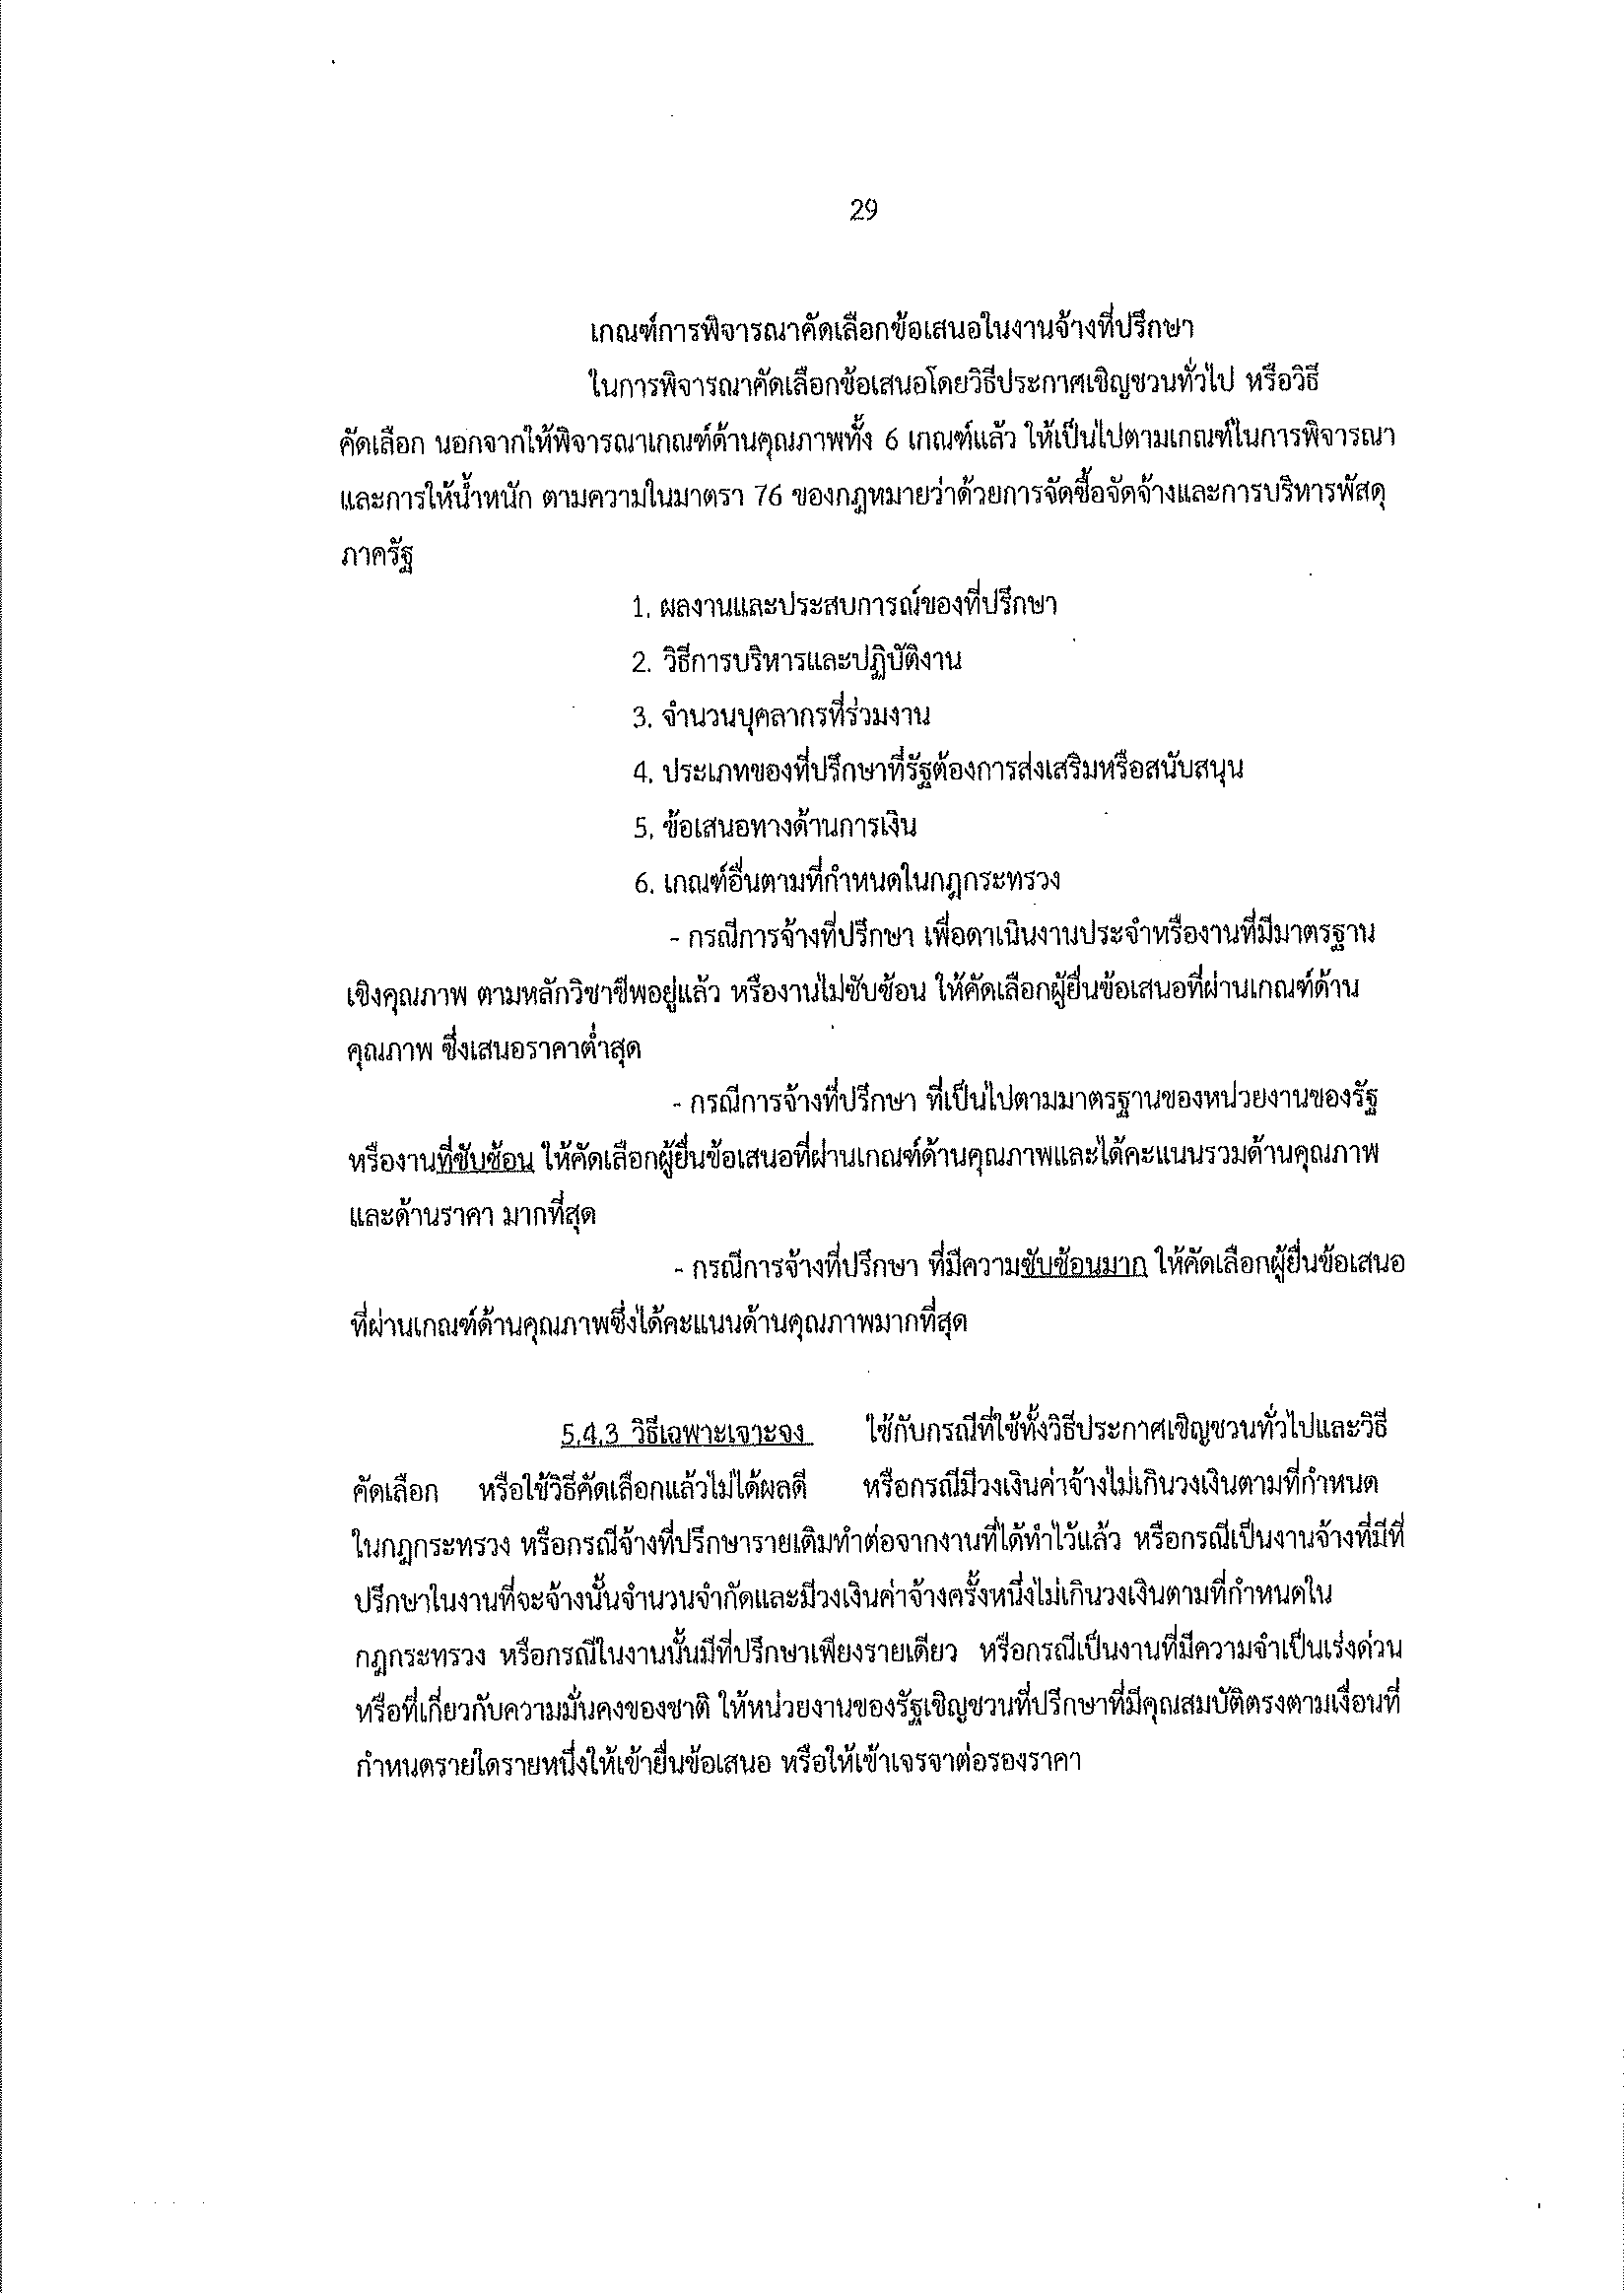 29
เกณฑ์การพิจารณาคัดเลือกข้อเสนอในงานจ้างที่ปรึกษา
ในการพิจารณาคัดเลือกข้อเสนอโดยวิธีประกาศเชิญชวนทั่วไป หรือวิธี
คัดเลือก นอกจากให้พิจารณาเกณฑ์ด้านคุณภาพทั้ง 6 เกณฑ์แล้ว ให้เป็นไปตามเกณฑ์ในการพิจารณา
และการให้น้ำหนัก ตามความในมาตรา 76 ของกฎหมายว่าด้วยการจัดซื้อจัดจ้างและการบริหารพัสดุ
ภาครัฐ
1. ผลงานและประสบการณ์ของที่ปรึกษา
2. วิธีการบริหารและปฏิบัติงาน
3. จำนวนบุคลากรที่ร่วมงาน
4. ประเภทของที่ปรึกษาที่รัฐต้องการส่งเสริมหรือสนับสนุน
5. ข้อเสนอทางด้านการเงิน
6. เกณฑ์อื่นตามที่กำหนดในกฎกระทรวง
- กรณีการจ้างที่ปรึกษา เพื่อดาเนินงานประจำหรืองานที่มีมาตรฐาน
เชิงคุณภาพ ตามหลักวิชาชีพอยู่แล้ว หรืองานไม่ซับซ้อน ให้คัดเลือกผู้ยื่นข้อเสนอที่ผ่านเกณฑ์ด้าน
คุณภาพ ซึ่งเสนอราคาต่ำสุด
- กรณีการจ้างที่ปรึกษา ที่เป็นไปตามมาตรฐานของหน่วยงานของรัฐ
หรืองานที่ซับซ้อน ให้คัดเลือกผู้ยื่นข้อเสนอที่ผ่านเกณฑ์ด้านคุณภาพและได้คะแนนรวมด้านคุณภาพ
และด้านราคา มากที่สุด
- กรณีการจ้างที่ปรึกษา ที่มีความซับซ้อนมาก ให้คัดเลือกผู้ยื่นข้อเสนอ
ที่ผ่านเกณฑ์ด้านคุณภาพซึ่งได้คะแนนด้านคุณภาพมากที่สุด
5.4.3 วิธีเฉพาะเจาะจง ใช้กับกรณีที่ใช้ทั้งวิธีประกาศเชิญชวนทั่วไปและวิธี
คัดเลือก หรือใช้วิธีคัดเลือกแล้วไม่ได้ผลดี หรือกรณีมีวงเงินค่าจ้างไม่เกินวงเงินตามที่กำหนด
ในกฎกระทรวง หรือกรณีจ้างที่ปรึกษารายเดิมทำต่อจากงานที่ได้ทำไว้แล้ว หรือกรณีเป็นงานจ้างที่มีที่
ปรึกษาในงานที่จะจ้างนั้นจำนวนจำกัดและมีวงเงินค่าจ้างครั้งหนึ่งไม่เกินวงเงินตามที่กำหนดใน
กฎกระทรวง หรือกรณีในงานนั้นมีที่ปรึกษาเพียงรายเดียว หรือกรณีเป็นงานที่มีความจำเป็นเร่งด่วน
หรือที่เกี่ยวกับความมั่นคงของชาติ ให้หน่วยงานของรัฐเชิญชวนที่ปรึกษาที่มีคุณสมบัติตรงตามเงื่อนที่
กำหนดรายใดรายหนึ่งให้เข้ายื่นข้อเสนอ หรือให้เข้าเจรจาต่อรองราคา